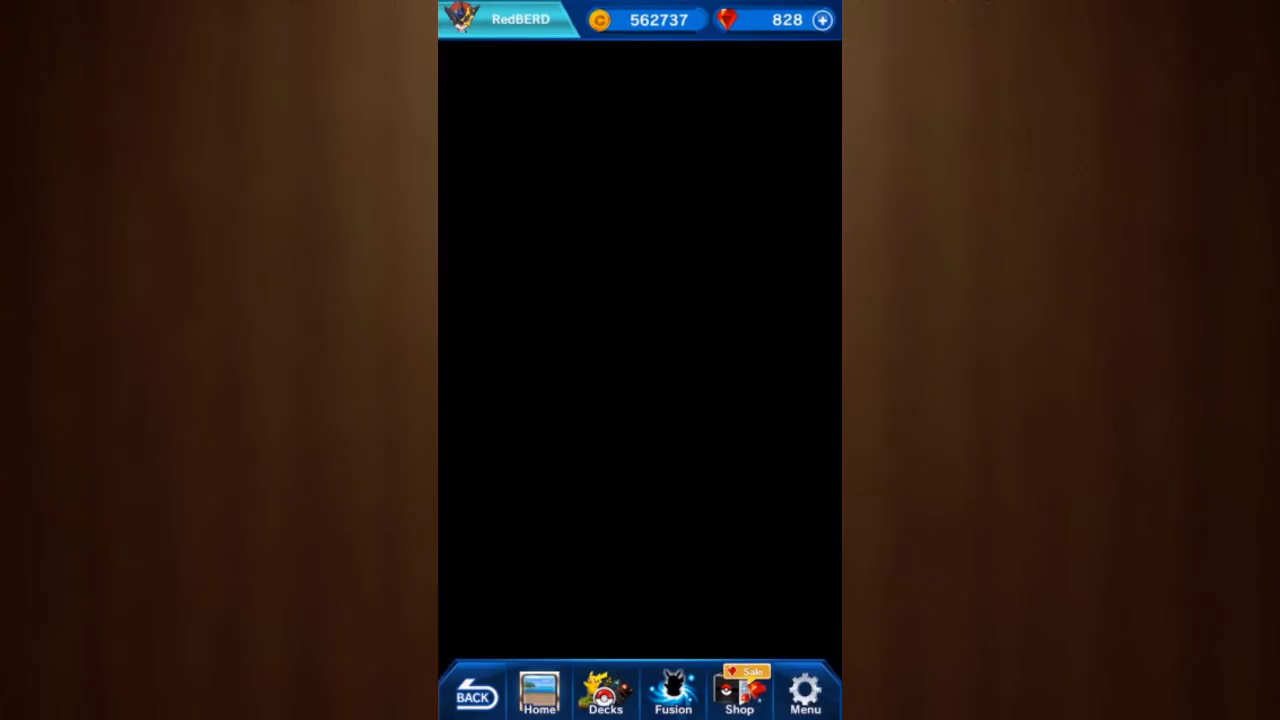 RedBERD
C 562737
828
Sale
BACK
Home
Decks
Fusion
Shop
Menu